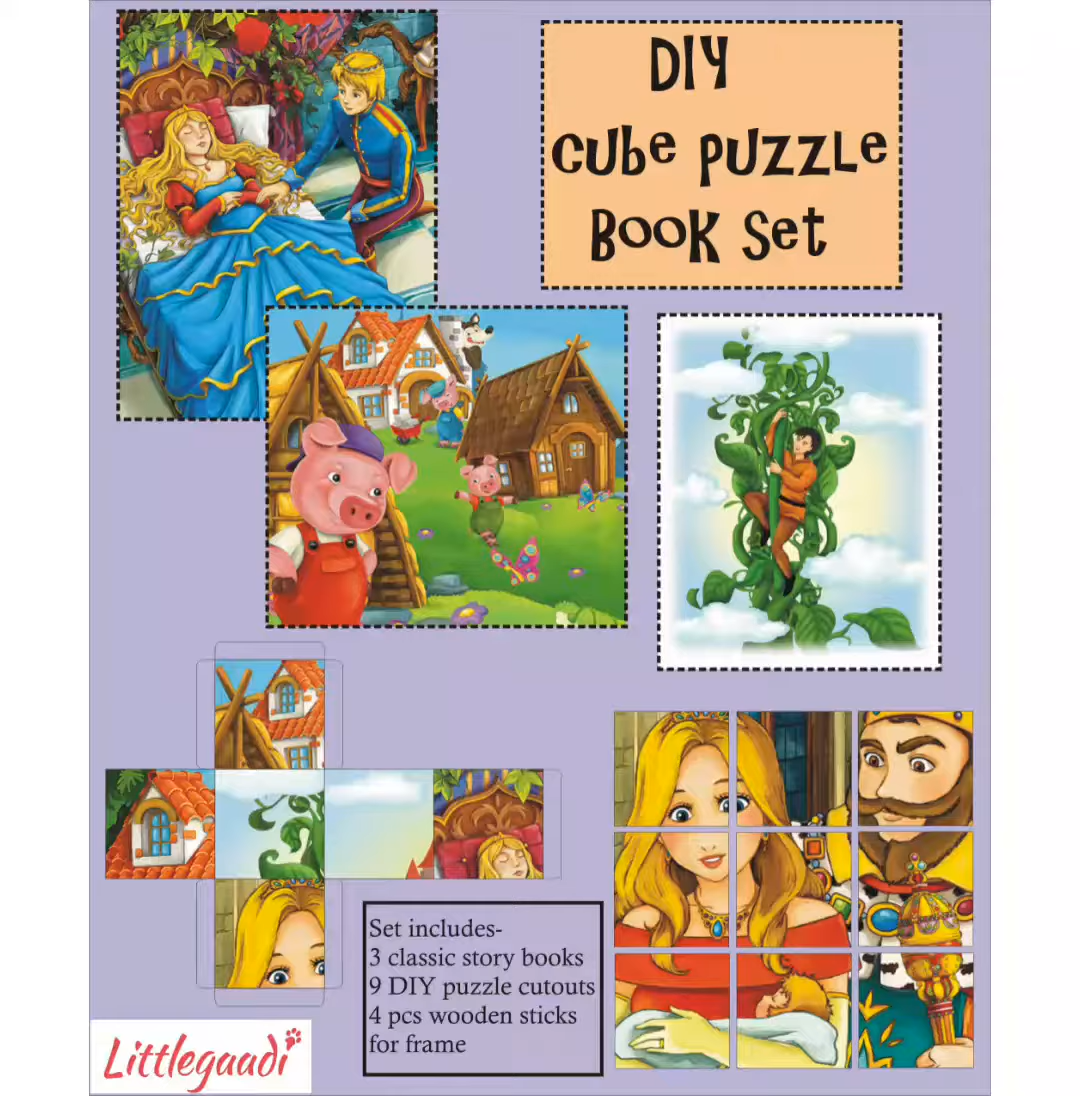 DIY
Cube Puzzle
Book Set
Set includes-
3 classic story books
9 DIY puzzle cutouts
4 pcs wooden sticks
for frame
Littlegaadi